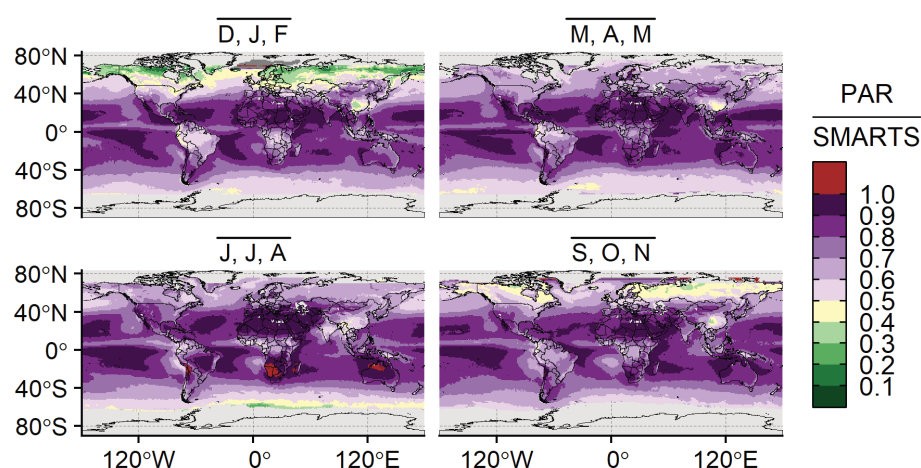 D, J, F
M, A, M
80°N
40°N
0°
40°S
80°S
J, J, A
S, O, N
80°N
40°N
0°
40°S
80°S
120°W 0° 120°E
120°W 0° 120°E
PAR
SMARTS
1.0
0.9
0.8
0.7
0.6
0.5
0.4
0.3
0.2
0.1